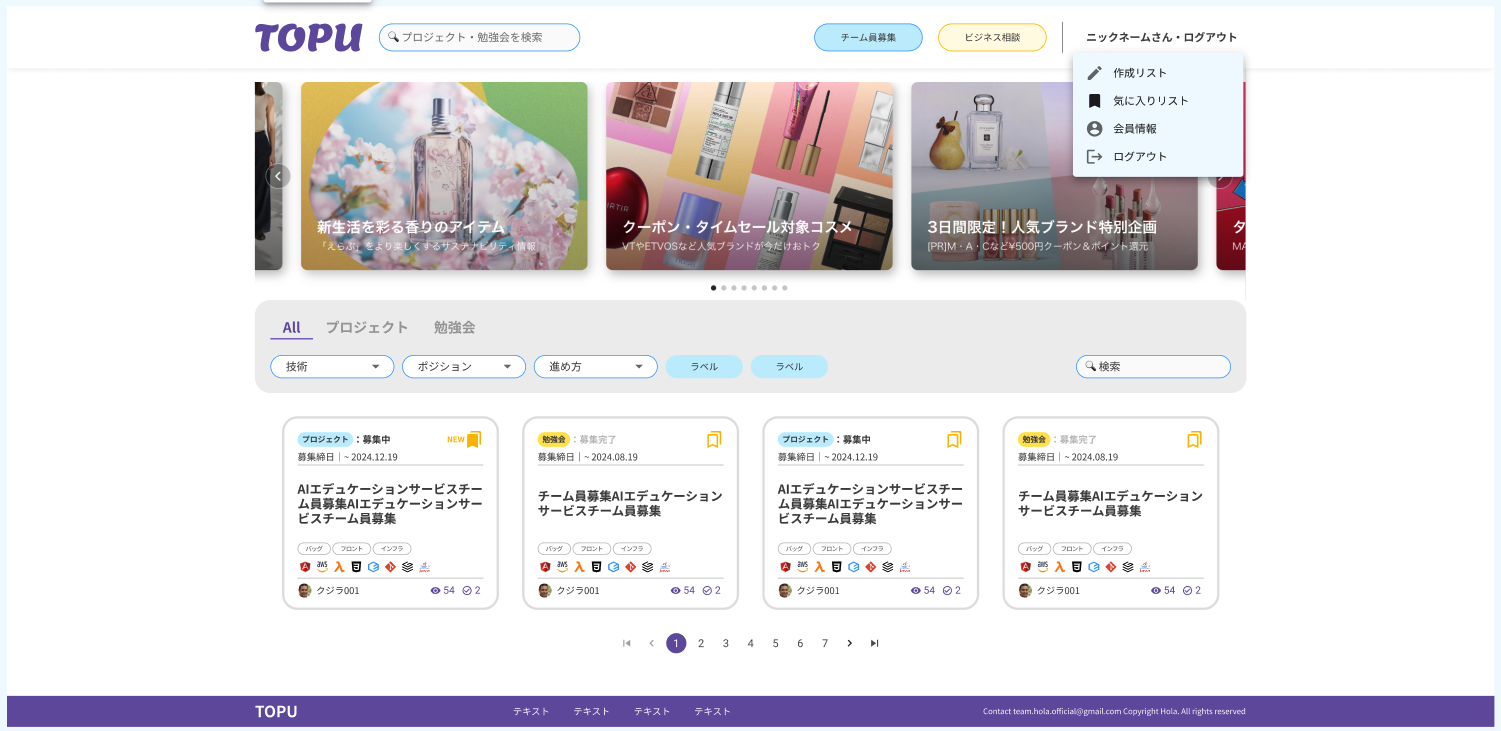 TOPU
プロジェクト・勉強会を検索
チーム員募集
ビジネス相談
ニックネームさん・ログアウト
作成リスト
気に入りリスト
会員情報
ログアウト
新生活を彩る香りのアイテム
「えらぶ」をより楽しくするサステナビリティ情報
クーポン・タイムセール対象コスメ
VTやETVOSなど人気ブランドが今だけおトク
3日間限定！人気ブランド特別企画
[PR]M・A・Cなど¥500円クーポン＆ポイント還元
タ
MA
All
プロジェクト
勉強会
技術
ポジション
進め方
ラベル
ラベル
検索
プロジェクト：募集中
NEW
募集締日｜~ 2024.12.19
AIエデュケーションサービスチー
ム員募集AIエデュケーションサー
ビスチーム員募集
バッグ フロント インフラ
aws
クジラ001
54 2
勉強会：募集完了
募集締日｜~ 2024.08.19
チーム員募集AIエデュケーション
サービスチーム員募集
バッグ フロント インフラ
aws
クジラ001
54 2
プロジェクト：募集中
募集締日｜~ 2024.12.19
AIエデュケーションサービスチー
ム員募集AIエデュケーションサー
ビスチーム員募集
バッグ フロント インフラ
aws
クジラ001
54 2
勉強会：募集完了
募集締日｜~ 2024.08.19
チーム員募集AIエデュケーション
サービスチーム員募集
バッグ フロント インフラ
aws
クジラ001
54 2
1 2 3 4 5 6 7
TOPU
テキスト テキスト テキスト テキスト
Contact team.hola.official@gmail.com Copyright Hola. All rights reserved